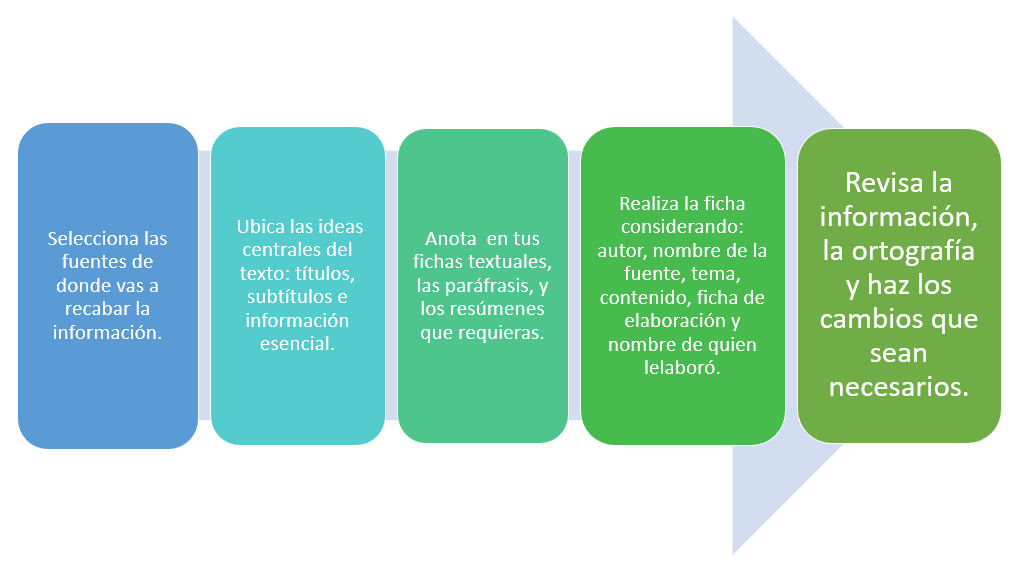 Selecciona las
fuentes de
donde vas a
recabar la
información.
Ubica las ideas
centrales del
texto: títulos,
subtítulos e
información
esencial.
Anota  en tus
fichas textuales,
las paráfrasis, y
los resúmenes
que requieras.
Realiza la ficha
considerando:
autor, nombre de la
fuente, tema,
contenido, ficha de
elaboración y
nombre de quien
lelaboró.
Revisa la
información,
la ortografía
y haz los
cambios que
sean
necesarios.